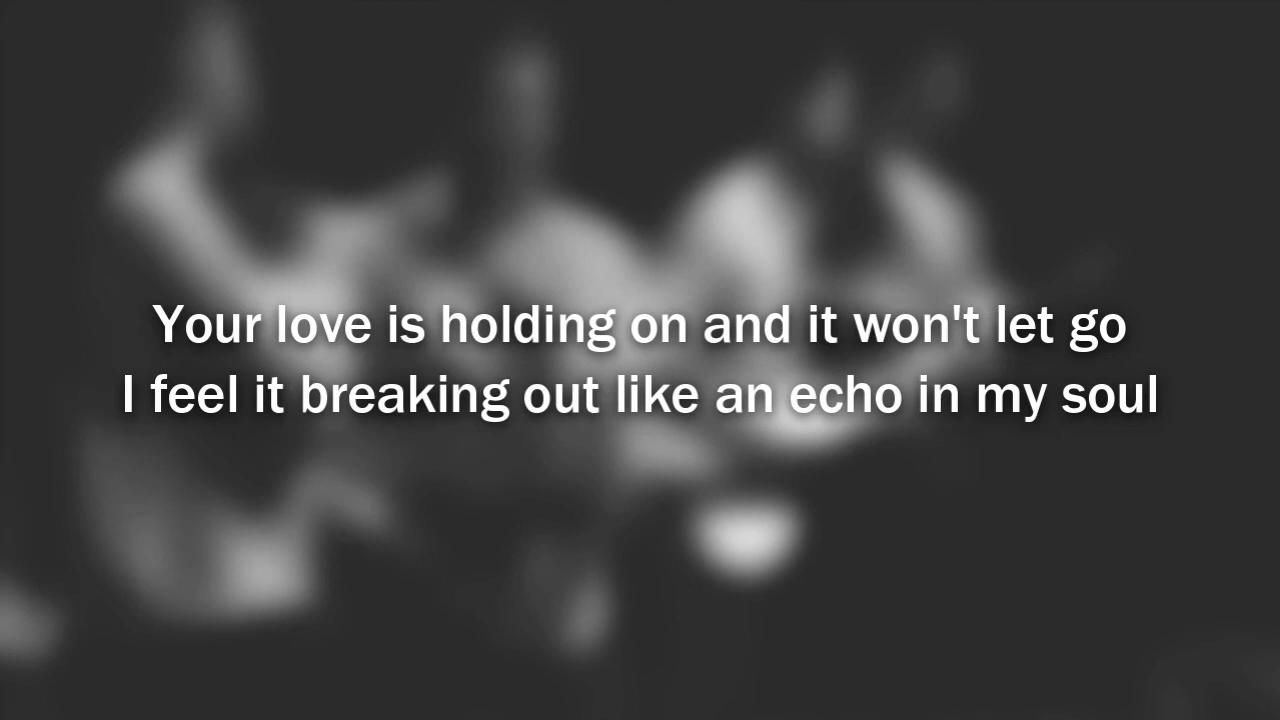 Your love is holding on and it won't let go
I feel it breaking out like an echo in my soul